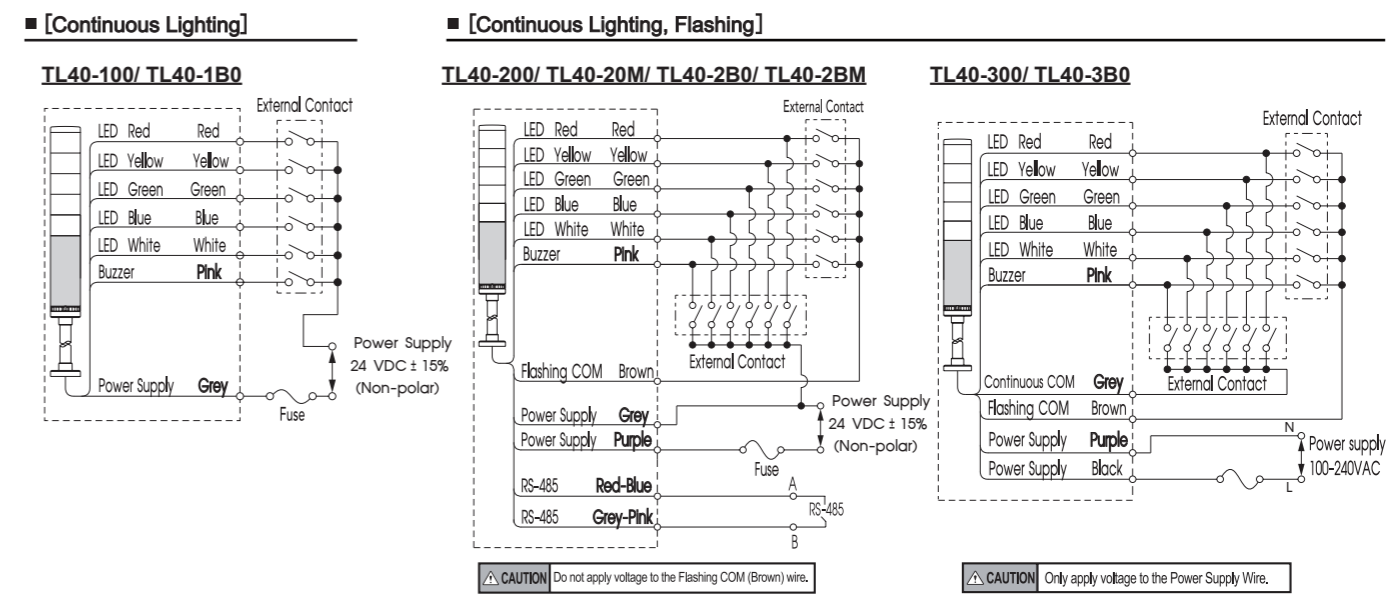 ■ [Continuous Lighting]
■ [Continuous Lighting, Flashing]
TL40-100/ TL40-1B0
External Contact
LED Red Red
LED Yellow Yellow
LED Green Green
LED Blue Blue
LED White White
Buzzer Pink
Power Supply
24 VDC ± 15%
(Non-polar)
Power Supply Grey
Fuse
TL40-200/ TL40-20M/ TL40-2B0/ TL40-2BM
External Contact
LED Red Red
LED Yellow Yellow
LED Green Green
LED Blue Blue
LED White White
Buzzer Pink
External Contact
Flashing COM Brown
Power Supply Grey
Power Supply Purple
Power Supply
24 VDC ± 15%
(Non-polar)
Fuse
RS-485 Red-Blue
A
RS-485
RS-485 Grey-Pink
B
CAUTION Do not apply voltage to the Flashing COM (Brown) wire.
TL40-300/ TL40-3B0
External Contact
LED Red Red
LED Yellow Yellow
LED Green Green
LED Blue Blue
LED White White
Buzzer Pink
External Contact
Continuous COM Grey
Flashing COM Brown
Power Supply Purple
Power Supply Black
N
Power supply
100-240VAC
L
CAUTION Only apply voltage to the Power Supply Wire.